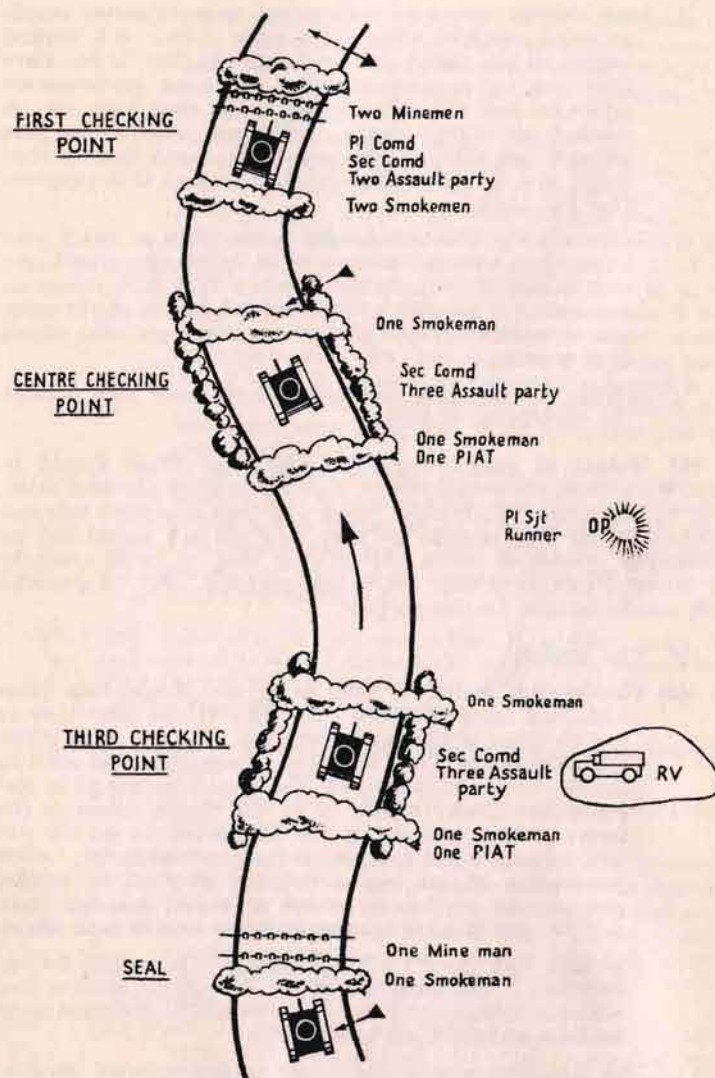 FIRST CHECKING
POINT
Two Minemen
Pl Comd
Sec Comd
Two Assault party
Two Smokemen
One Smokeman
CENTRE CHECKING
POINT
Sec Comd
Three Assault party
One Smokeman
One PIAT
Pl Sjt
Runner
OP
One Smokeman
THIRD CHECKING
POINT
Sec Comd
Three Assault
party
RV
One Smokeman
One PIAT
SEAL
One Mine man
One Smokeman